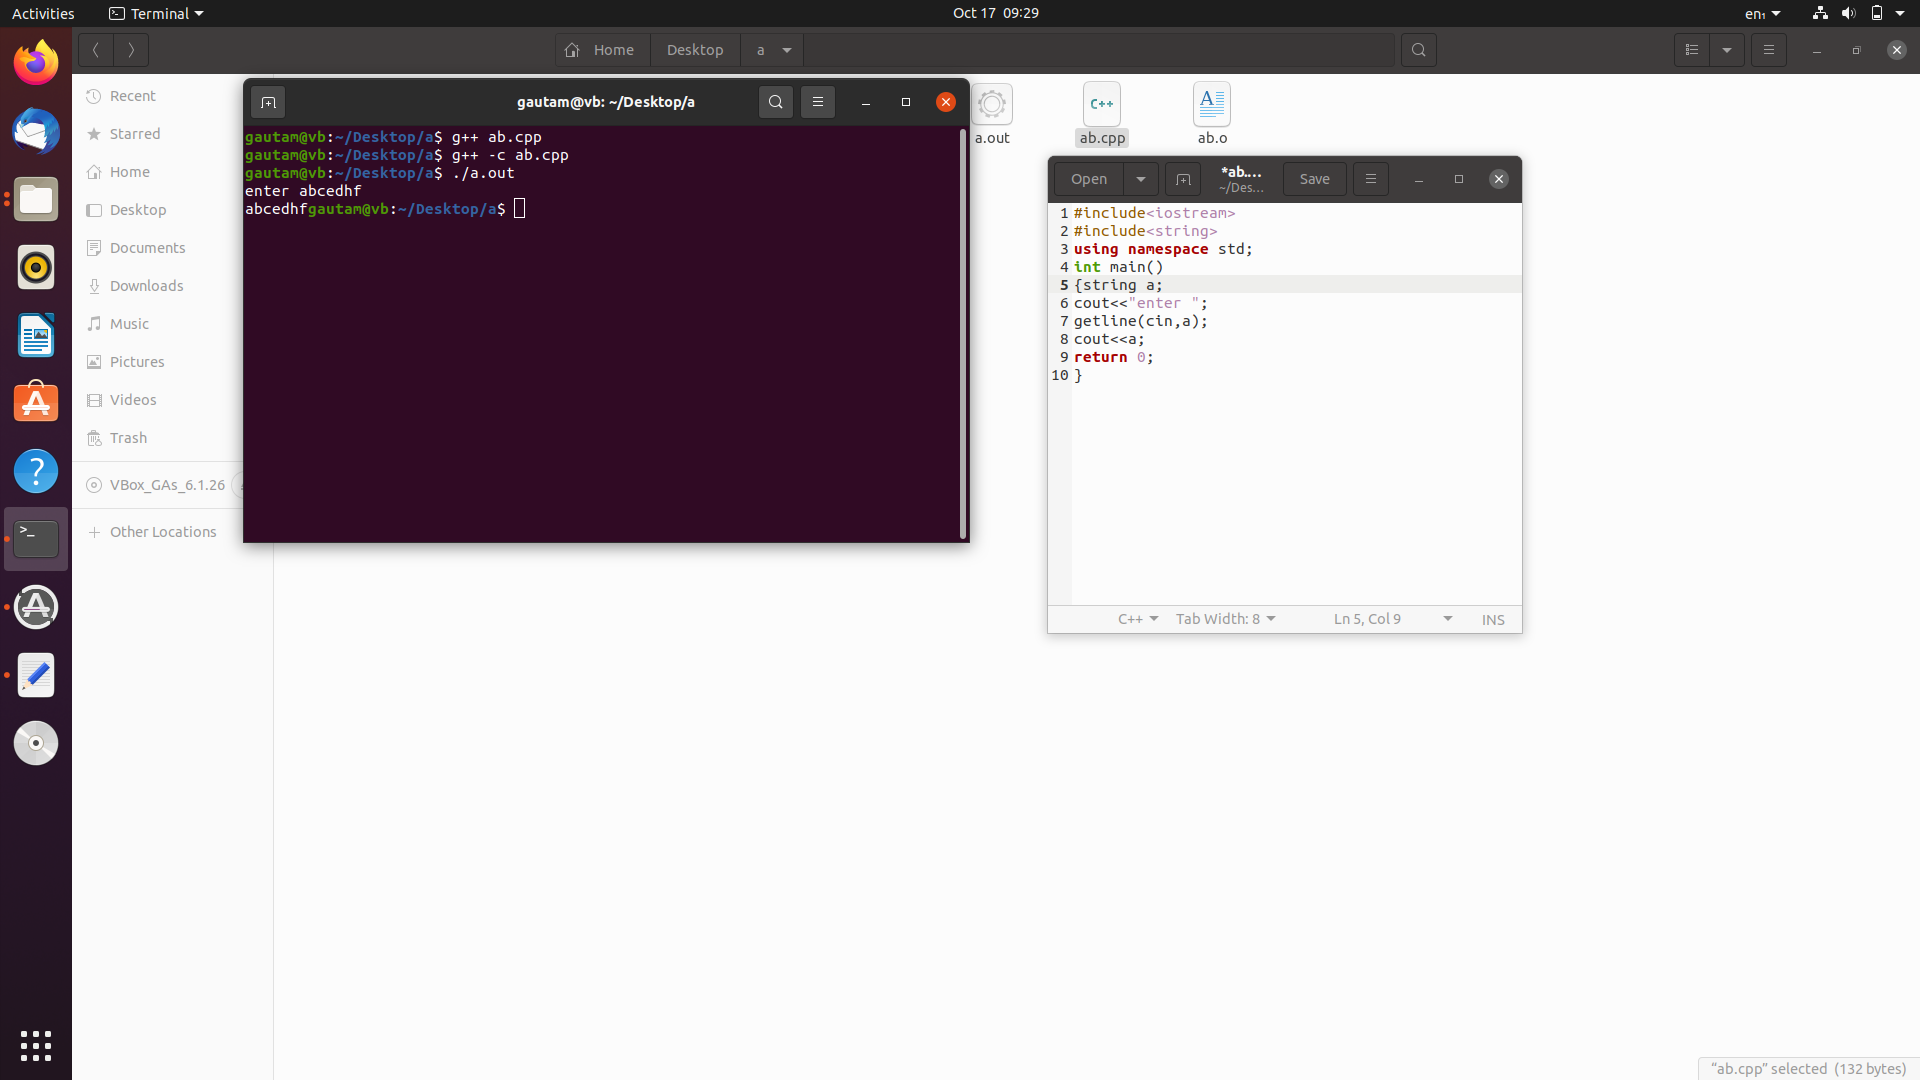 Activities Terminal Oct 17 09:29 en₁
Home Desktop a
Recent
Starred
Home
Desktop
Documents
Downloads
Music
Pictures
Videos
Trash
VBox_GAs_6.1.26
Other Locations
a.out ab.cpp ab.o
gautam@vb: ~/Desktop/a
gautam@vb:~/Desktop/a$ g++ ab.cpp
gautam@vb:~/Desktop/a$ g++ -c ab.cpp
gautam@vb:~/Desktop/a$ ./a.out
enter abcedhf
abcedhfgautam@vb:~/Desktop/a$
Open *ab.... Save
~/Des...
1 #include<iostream>
2 #include<string>
3 using namespace std;
4 int main()
5 {string a;
6 cout<<"enter ";
7 getline(cin,a);
8 cout<<a;
9 return 0;
10 }
C++ Tab Width: 8 Ln 5, Col 9 INS
"ab.cpp" selected (132 bytes)